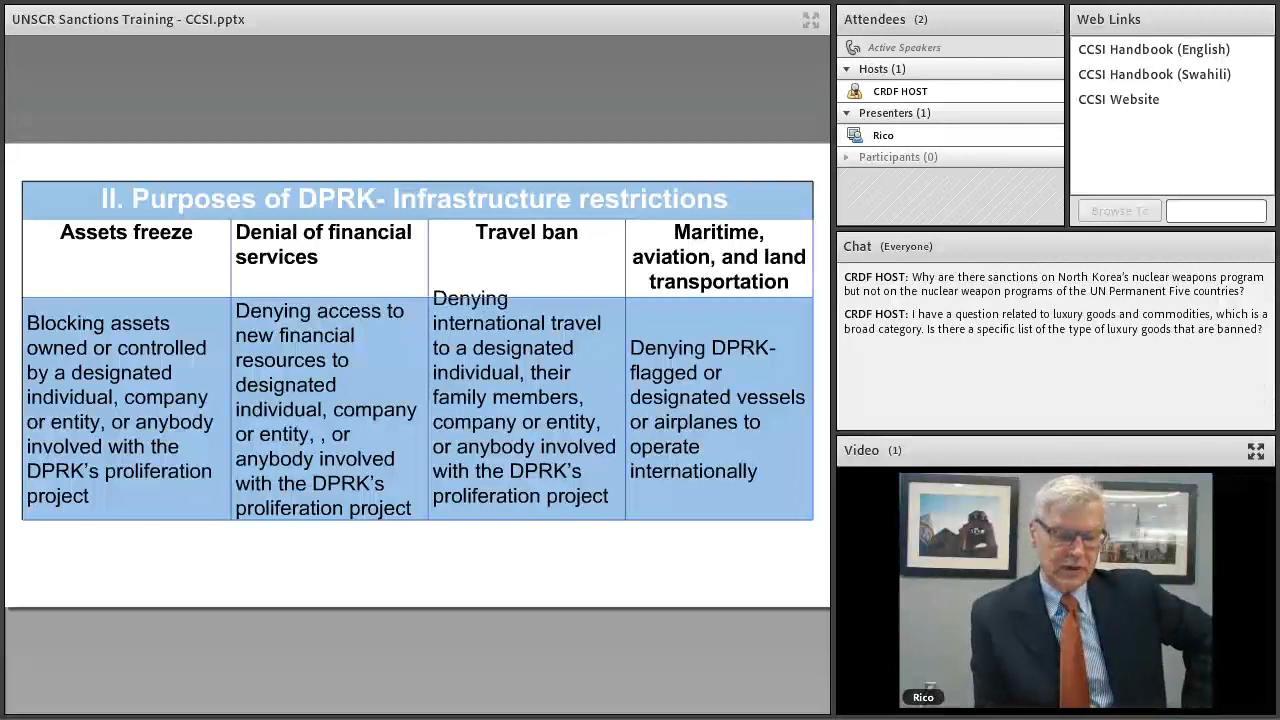 UNSCR Sanctions Training - CCSI.pptx
II. Purposes of DPRK- Infrastructure restrictions
Assets freeze
Denial of financial
services
Travel ban
Maritime,
aviation, and land
transportation
Blocking assets
owned or controlled
by a designated
individual, company
or entity, or anybody
involved with the
DPRK's proliferation
project
Denying access to
new financial
resources to
designated
individual, company
or entity, , or
anybody involved
with the DPRK's
proliferation project
Denying
international travel
to a designated
individual, their
family members,
company or entity,
or anybody involved
with the DPRK's
proliferation project
Denying DPRK-
flagged or
designated vessels
or airplanes to
operate
internationally
Attendees (2)
Active Speakers
Hosts (1)
CRDF HOST
Presenters (1)
Rico
Participants (0)
Web Links
CCSI Handbook (English)
CCSI Handbook (Swahili)
CCSI Website
Browse To
Chat (Everyone)
CRDF HOST: Why are there sanctions on North Korea's nuclear weapons program
but not on the nuclear weapon programs of the UN Permanent Five countries?
CRDF HOST: I have a question related to luxury goods and commodities, which is a
broad category. Is there a specific list of the type of luxury goods that are banned?
Video (1)
Rico